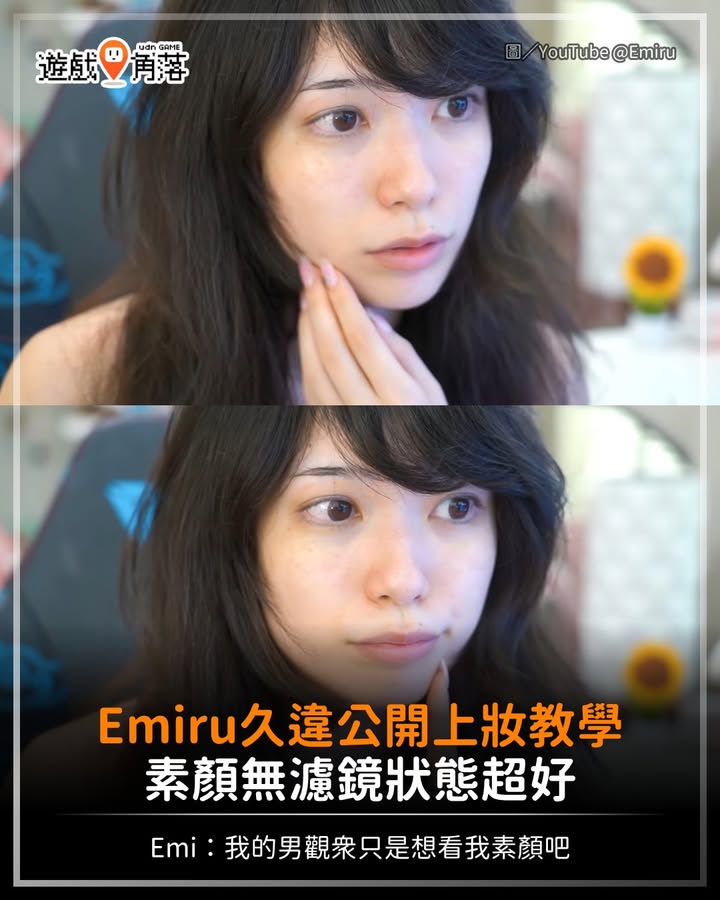 udn GAME
遊戲角落
圖／YouTube @Emiru
Emiru久違公開上妝教學
素顏無濾鏡狀態超好
Emi：我的男觀眾只是想看我素顏吧